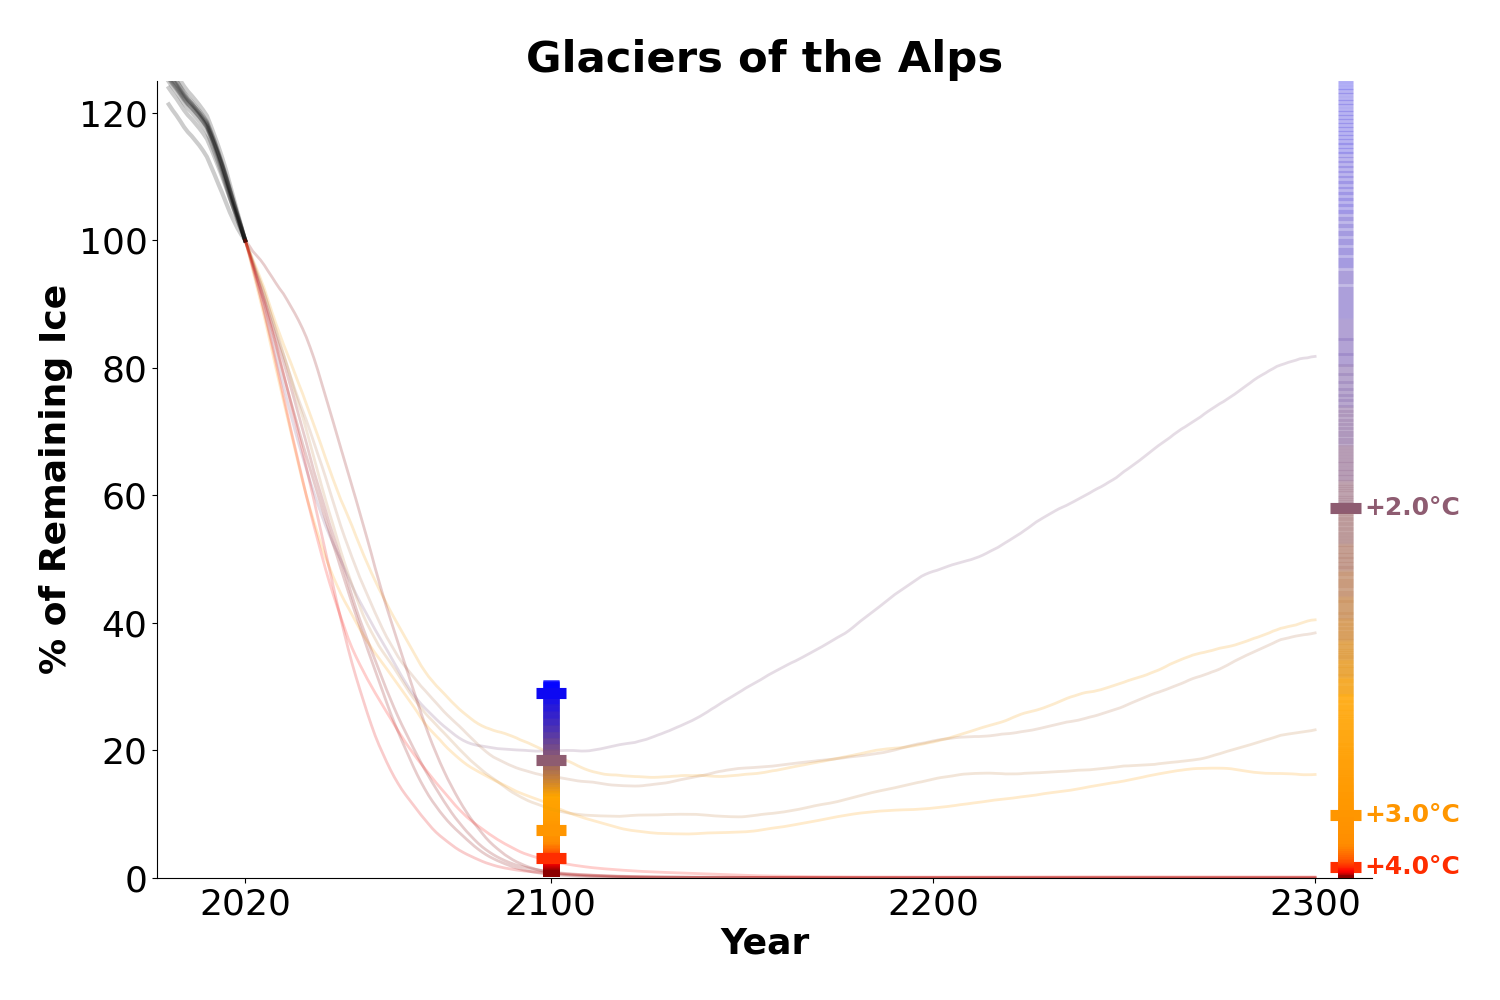 Glaciers of the Alps
% of Remaining Ice
120
100
80
60
40
20
0
+2.0°C
+3.0°C
+4.0°C
2020 2100 2200 2300
Year